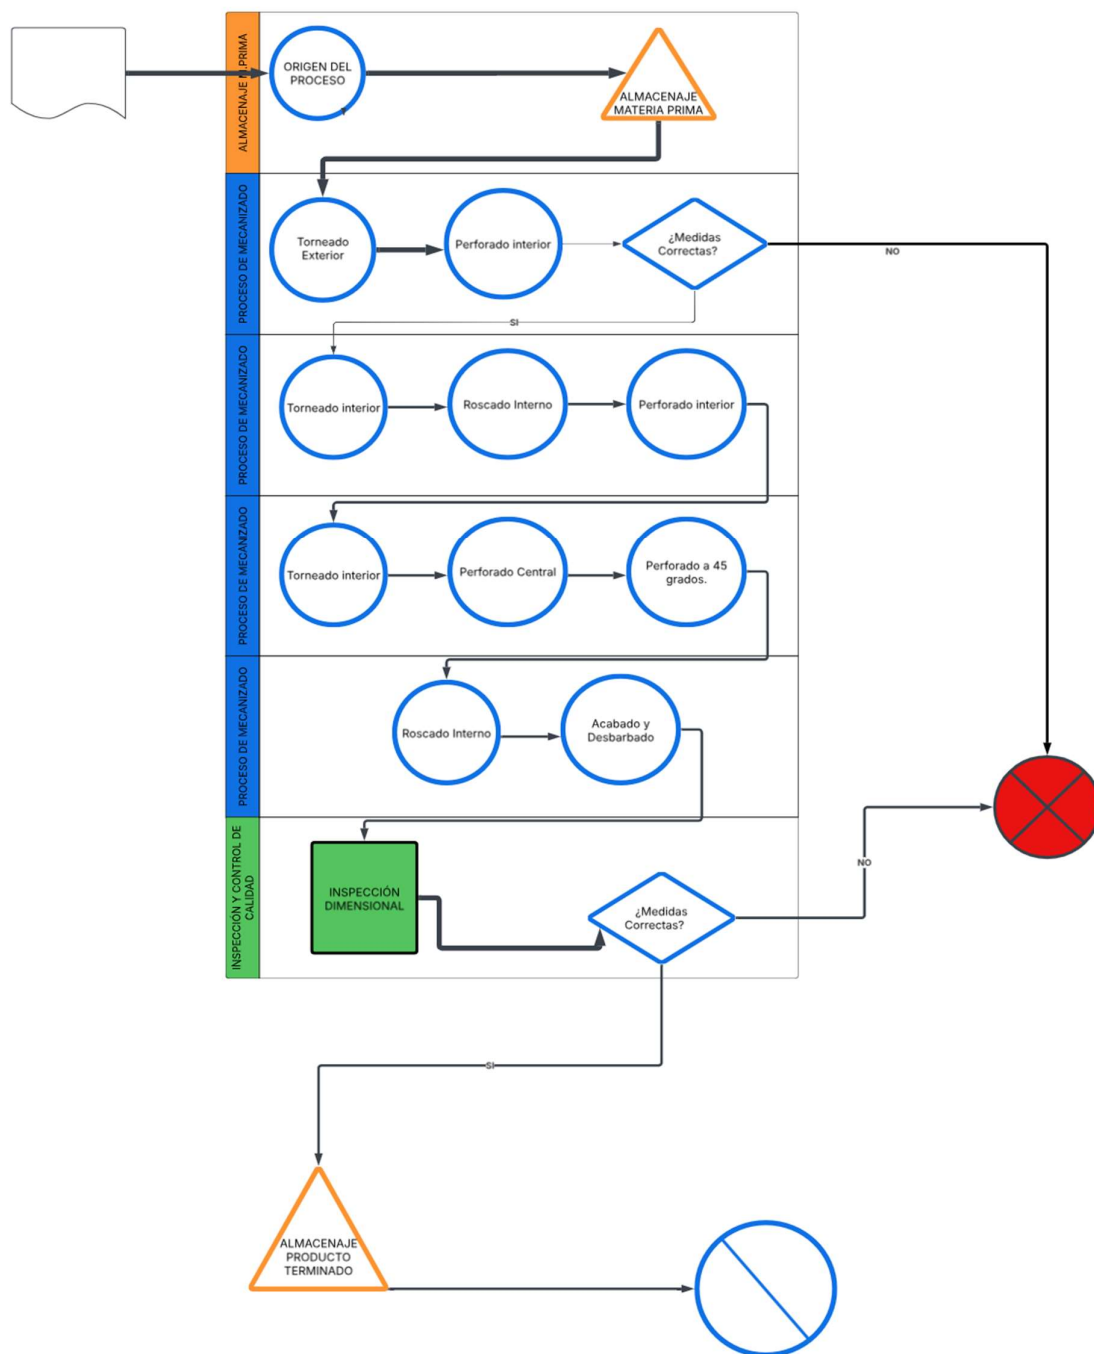 ALMACENAJE M.PRIMA
ORIGEN DEL
PROCESO
ALMACENAJE
MATERIA PRIMA
PROCESO DE MECANIZADO
Torneado
Exterior
Perforado interior
¿Medidas
Correctas?
NO
SI
PROCESO DE MECANIZADO
Torneado interior
Roscado Interno
Perforado interior
PROCESO DE MECANIZADO
Torneado interior
Perforado Central
Perforado a 45
grados.
PROCESO DE MECANIZADO
Roscado Interno
Acabado y
Desbarbado
INSPECCIÓN Y CONTROL DE
CALIDAD
INSPECCIÓN
DIMENSIONAL
¿Medidas
Correctas?
NO
SI
ALMACENAJE
PRODUCTO
TERMINADO